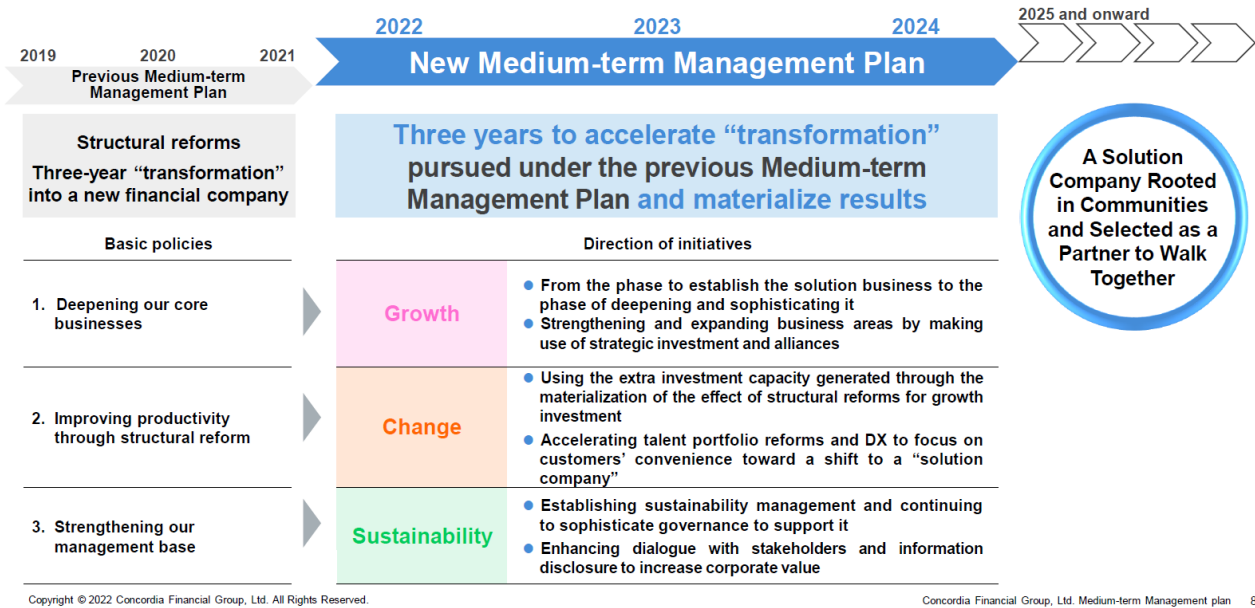 2019 2020 2021
Previous Medium-term
Management Plan
2022 2023 2024
New Medium-term Management Plan
2025 and onward
Structural reforms
Three-year “transformation”
into a new financial company
Three years to accelerate “transformation”
pursued under the previous Medium-term
Management Plan and materialize results
A Solution
Company Rooted
in Communities
and Selected as a
Partner to Walk
Together
Basic policies
Direction of initiatives
1. Deepening our core
businesses
Growth
● From the phase to establish the solution business to the
phase of deepening and sophisticating it
● Strengthening and expanding business areas by making
use of strategic investment and alliances
2. Improving productivity
through structural reform
Change
● Using the extra investment capacity generated through the
materialization of the effect of structural reforms for growth
investment
● Accelerating talent portfolio reforms and DX to focus on
customers’ convenience toward a shift to a “solution
company”
3. Strengthening our
management base
Sustainability
● Establishing sustainability management and continuing
to sophisticate governance to support it
● Enhancing dialogue with stakeholders and information
disclosure to increase corporate value
Copyright © 2022 Concordia Financial Group, Ltd. All Rights Reserved.
Concordia Financial Group, Ltd. Medium-term Management plan 8